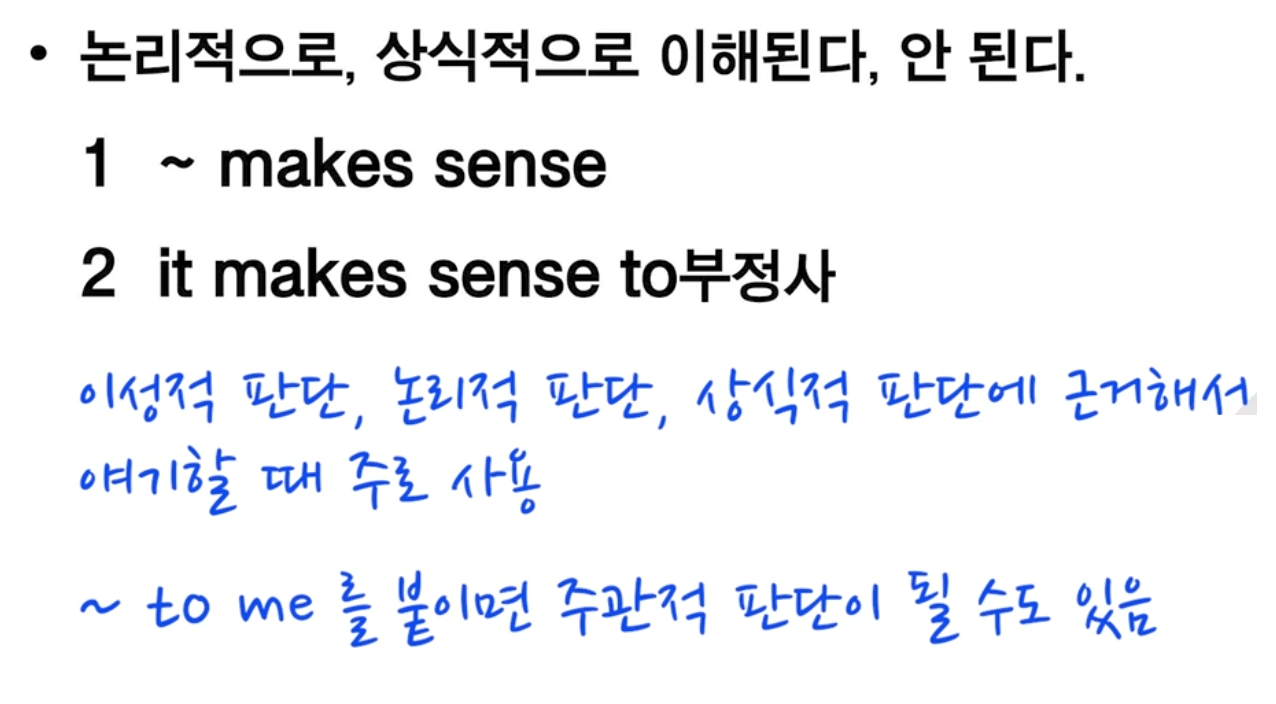 • 논리적으로, 상식적으로 이해된다, 안 된다.
1 ~ makes sense
2 it makes sense to부정사
이성적 판단, 논리적 판단, 상식적 판단에 근거해서
얘기할 때 주로 사용
~ to me 를 붙이면 주관적 판단이 될 수도 있음